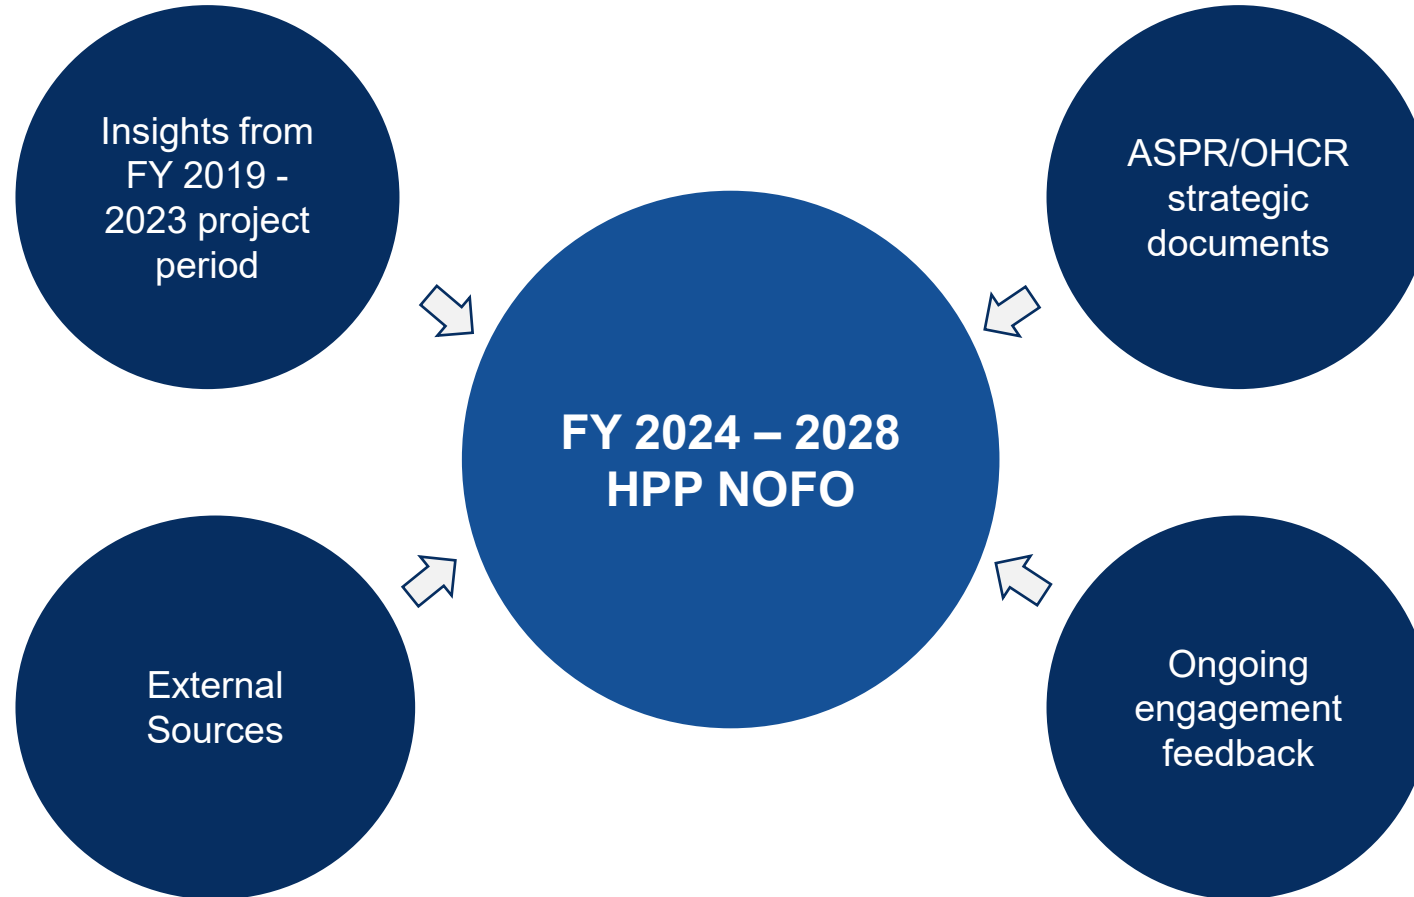 Insights from
FY 2019 -
2023 project
period
ASPR/OHCR
strategic
documents
FY 2024 – 2028
HPP NOFO
External
Sources
Ongoing
engagement
feedback